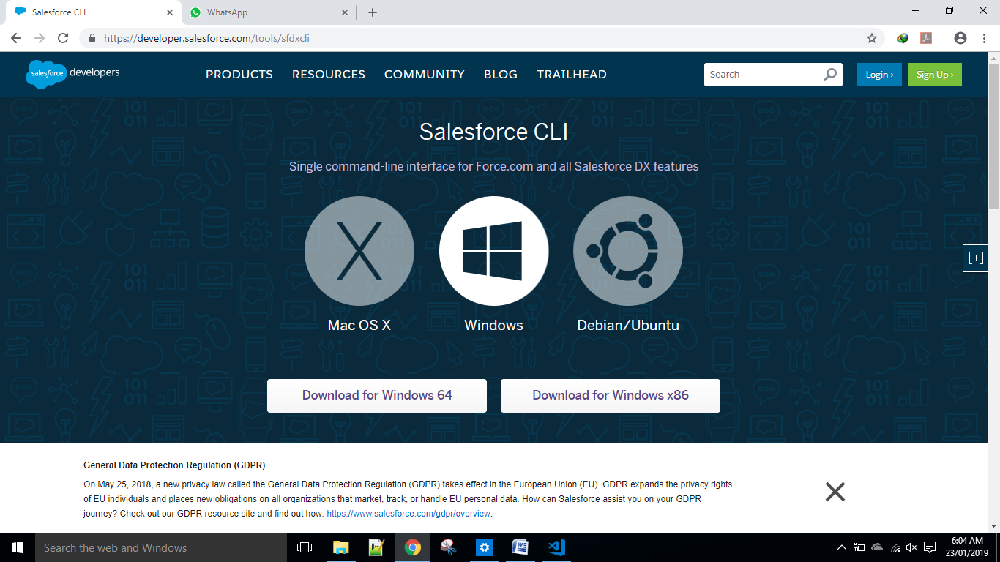 Salesforce CLI
WhatsApp
https://developer.salesforce.com/tools/sfdxcli
salesforce developers
PRODUCTS RESOURCES COMMUNITY BLOG TRAILHEAD
Search
Login ›
Sign Up ›
Salesforce CLI
Single command-line interface for Force.com and all Salesforce DX features
Mac OS X
Windows
Debian/Ubuntu
[+]
Download for Windows 64
Download for Windows x86
General Data Protection Regulation (GDPR)
On May 25, 2018, a new privacy law called the General Data Protection Regulation (GDPR) takes effect in the European Union (EU). GDPR expands the privacy rights
of EU individuals and places new obligations on all organizations that market, track, or handle EU personal data. How can Salesforce assist you on your GDPR
journey? Check out our GDPR resource site and find out how: https://www.salesforce.com/gdpr/overview.
Search the web and Windows
6:04 AM
23/01/2019